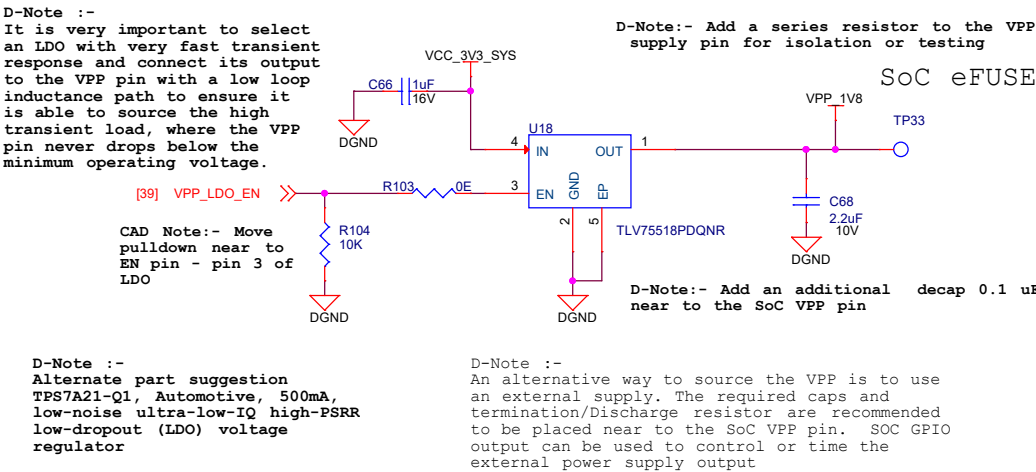 D-Note :-
It is very important to select
an LDO with very fast transient
response and connect its output
to the VPP pin with a low loop
inductance path to ensure it
is able to source the high
transient load, where the VPP
pin never drops below the
minimum operating voltage.
D-Note:- Add a series resistor to the VPP
supply pin for isolation or testing
SoC eFUSE
VCC_3V3_SYS
C66
1uF
16V
DGND
VPP_1V8
TP33
U18
4
IN
OUT
1
[39] VPP_LDO_EN
R103
0E
3
EN
GND
EP
2
5
TLV75518PDQNR
C68
2.2uF
10V
DGND
CAD Note:- Move
pulldown near to
EN pin - pin 3 of
LDO
R104
10K
DGND
DGND
D-Note:- Add an additional decap 0.1 uF
near to the SoC VPP pin
D-Note :-
Alternate part suggestion
TPS7A21-Q1, Automotive, 500mA,
low-noise ultra-low-IQ high-PSRR
low-dropout (LDO) voltage
regulator
D-Note :-
An alternative way to source the VPP is to use
an external supply. The required caps and
termination/Discharge resistor are recommended
to be placed near to the SoC VPP pin. SOC GPIO
output can be used to control or time the
external power supply output